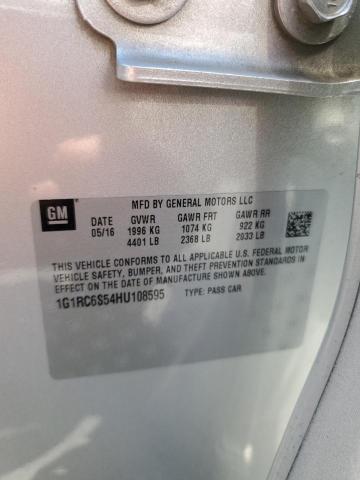 GM
MFD BY GENERAL MOTORS LLC
DATE GVWR GAWR FRT GAWR RR
05/16 1996 KG 1074 KG 922 KG
4401 LB 2368 LB 2033 LB
THIS VEHICLE CONFORMS TO ALL APPLICABLE U.S. FEDERAL MOTOR
VEHICLE SAFETY, BUMPER, AND THEFT PREVENTION STANDARDS IN
EFFECT ON THE DATE OF MANUFACTURE SHOWN ABOVE.
1G1RC6S54HU108595 TYPE: PASS CAR